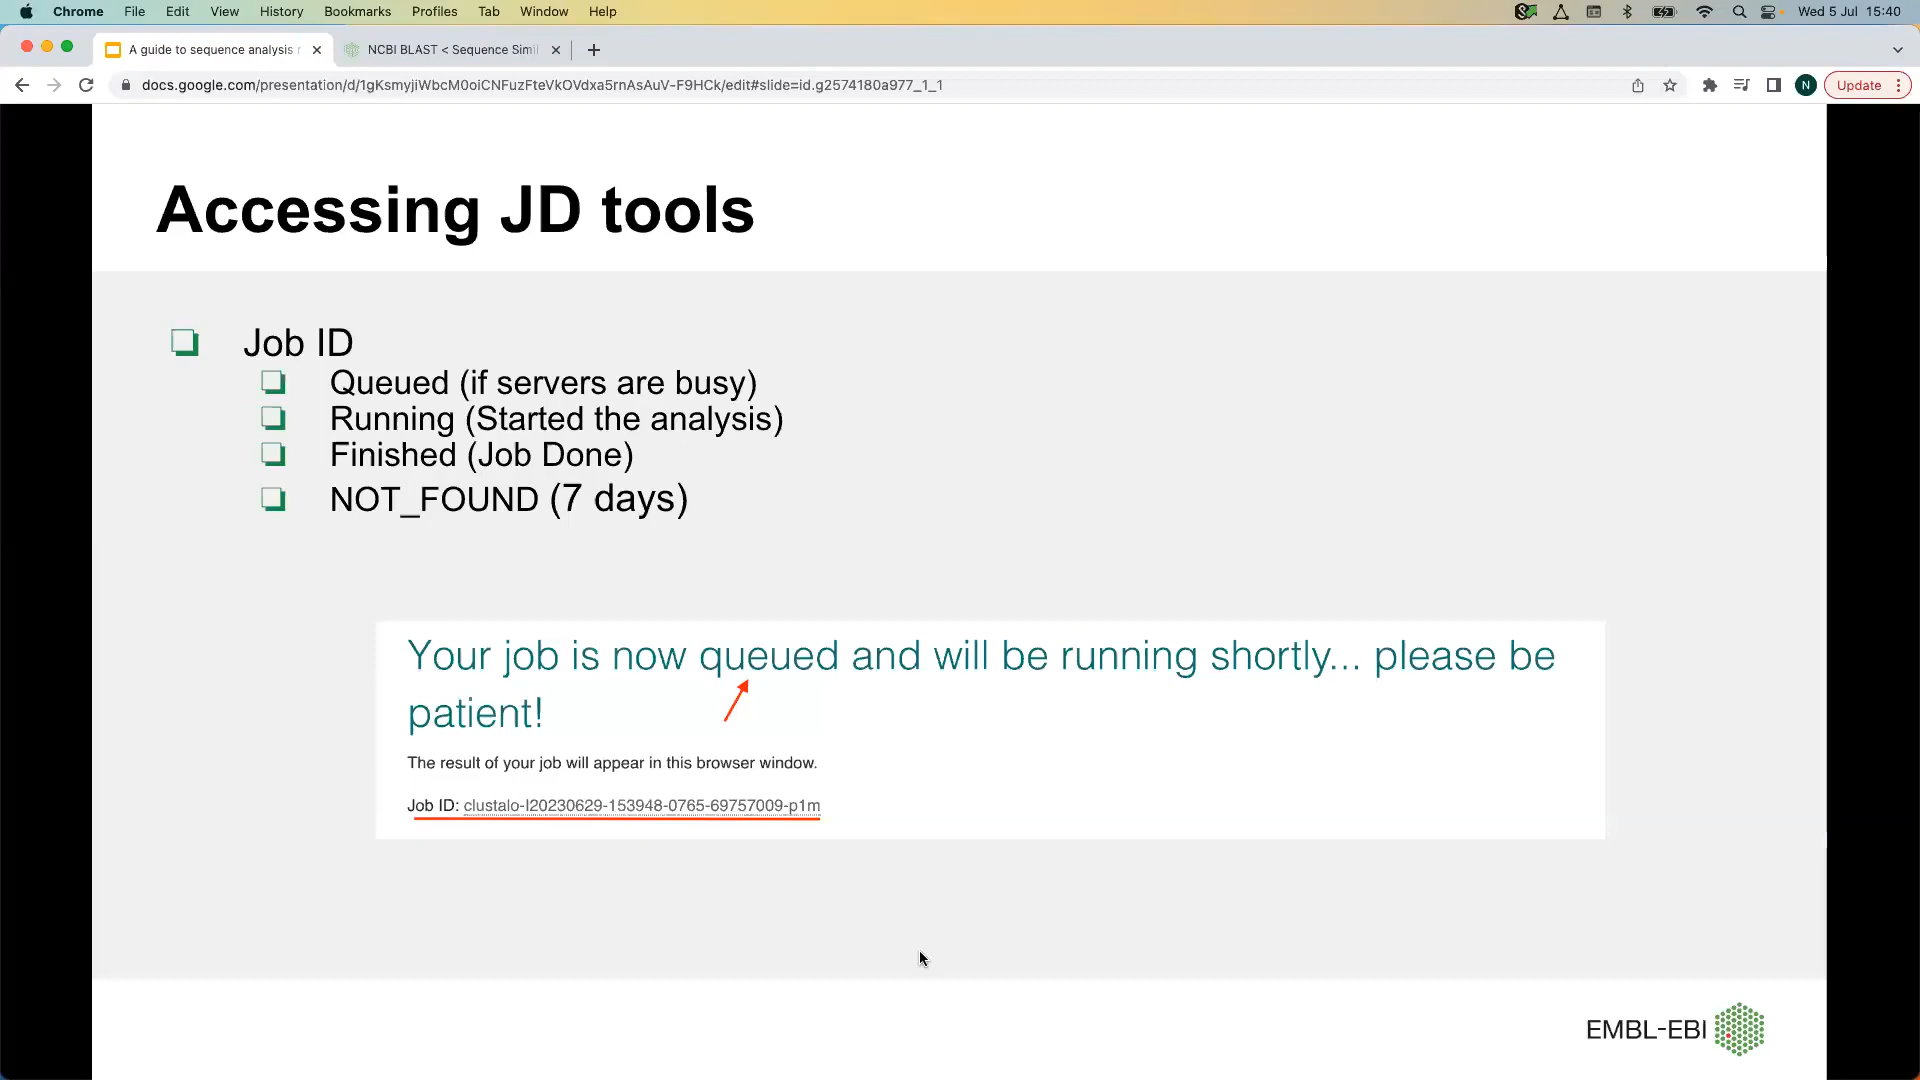 Chrome File Edit View History Bookmarks Profiles Tab Window Help Wed 5 Jul 15:40
A guide to sequence analysis NCBI BLAST < Sequence Simil
docs.google.com/presentation/d/1gKsmyjiWbcM0oiCNFuzFteVkOVdxa5rnAsAuV-F9HCk/edit#slide=id.g2574180a977_1_1 N Update
Accessing JD tools
Job ID
Queued (if servers are busy)
Running (Started the analysis)
Finished (Job Done)
NOT_FOUND (7 days)
Your job is now queued and will be running shortly... please be
patient!
The result of your job will appear in this browser window.
Job ID: clustalo-I20230629-153948-0765-69757009-p1m
EMBL-EBI